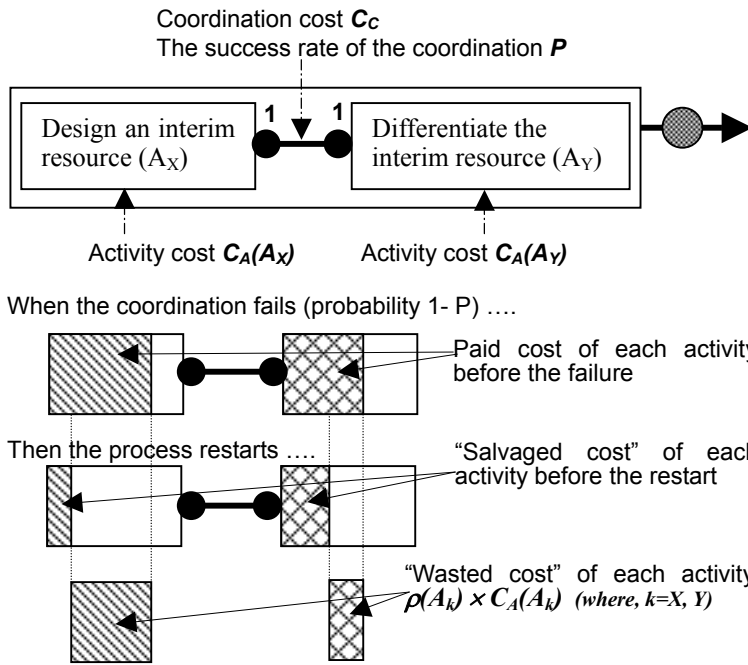 Coordination cost C_C
The success rate of the coordination P
1 1
Design an interim
resource (A_X)
Differentiate the
interim resource (A_Y)
Activity cost C_A(A_X)
Activity cost C_A(A_Y)
When the coordination fails (probability 1- P) ….
Paid cost of each activity
before the failure
Then the process restarts ….
“Salvaged cost” of each
activity before the restart
“Wasted cost” of each activity
ρ(A_k) × C_A(A_k) (where, k=X, Y)